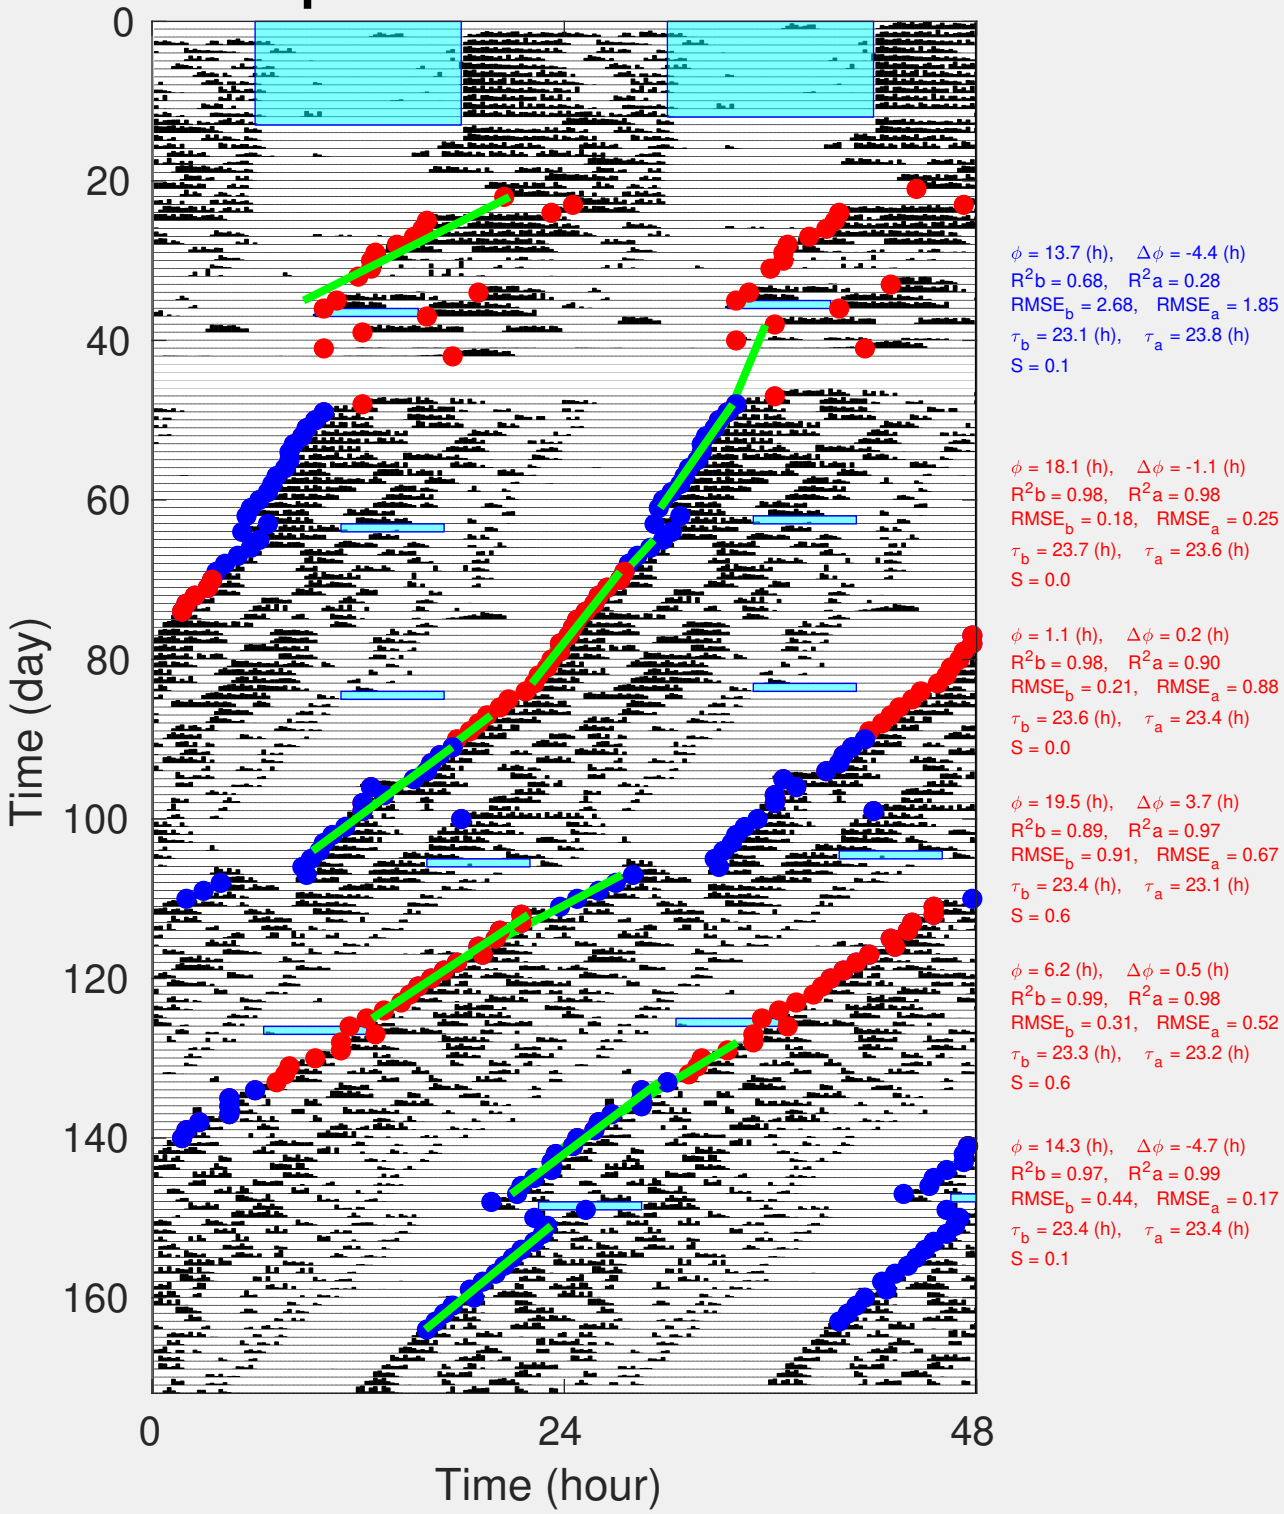 0
20
40
60
80
100
120
140
160
Time (day)
0 24 48
Time (hour)
ϕ = 13.7 (h), Δϕ = -4.4 (h)
R²b = 0.68, R²a = 0.28
RMSE_b = 2.68, RMSE_a = 1.85
τ_b = 23.1 (h), τ_a = 23.8 (h)
S = 0.1
ϕ = 18.1 (h), Δϕ = -1.1 (h)
R²b = 0.98, R²a = 0.98
RMSE_b = 0.18, RMSE_a = 0.25
τ_b = 23.7 (h), τ_a = 23.6 (h)
S = 0.0
ϕ = 1.1 (h), Δϕ = 0.2 (h)
R²b = 0.98, R²a = 0.90
RMSE_b = 0.21, RMSE_a = 0.88
τ_b = 23.6 (h), τ_a = 23.4 (h)
S = 0.0
ϕ = 19.5 (h), Δϕ = 3.7 (h)
R²b = 0.89, R²a = 0.97
RMSE_b = 0.91, RMSE_a = 0.67
τ_b = 23.4 (h), τ_a = 23.1 (h)
S = 0.6
ϕ = 6.2 (h), Δϕ = 0.5 (h)
R²b = 0.99, R²a = 0.98
RMSE_b = 0.31, RMSE_a = 0.52
τ_b = 23.3 (h), τ_a = 23.2 (h)
S = 0.6
ϕ = 14.3 (h), Δϕ = -4.7 (h)
R²b = 0.97, R²a = 0.99
RMSE_b = 0.44, RMSE_a = 0.17
τ_b = 23.4 (h), τ_a = 23.4 (h)
S = 0.1